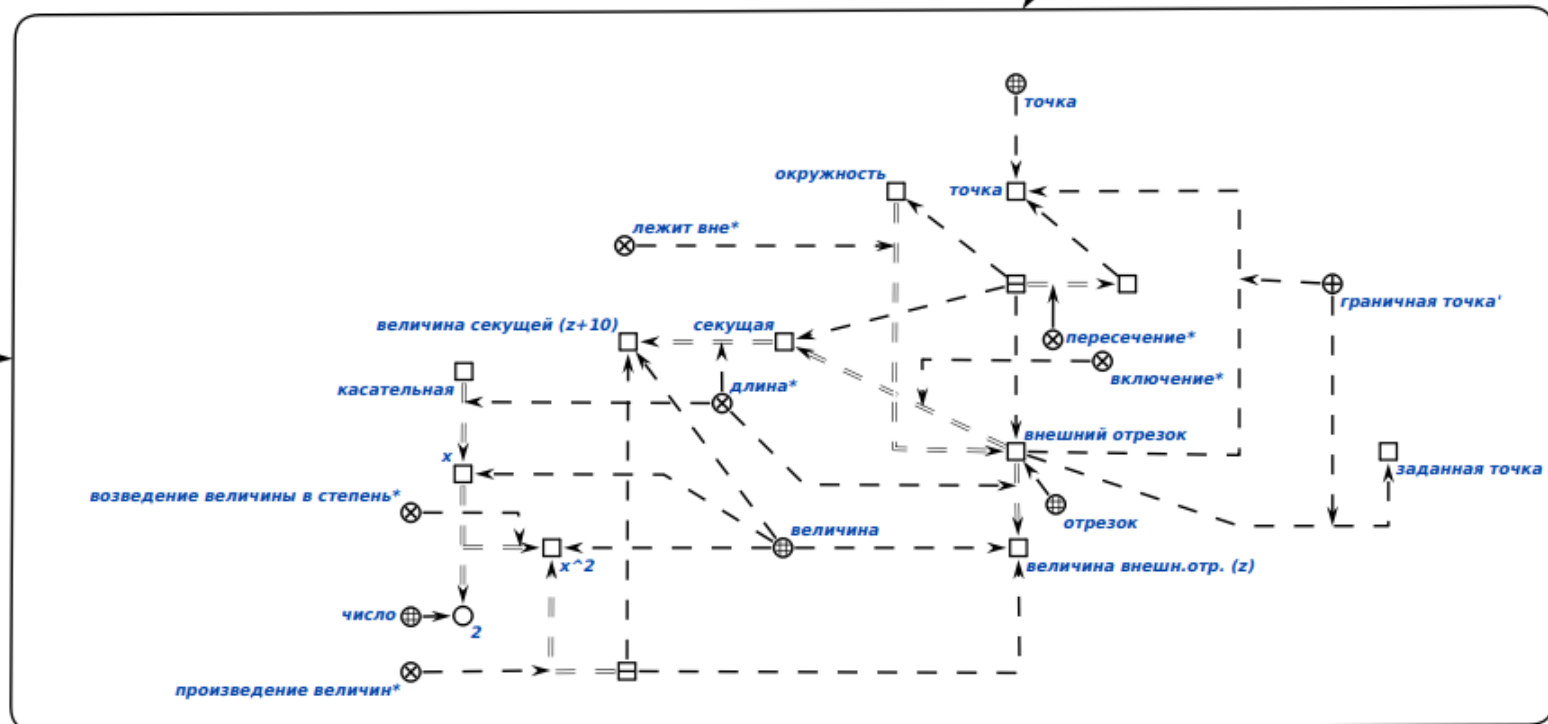 точка
окружность
точка
лежит вне*
граничная точка'
величина секущей (z+10)
секущая
пересечение*
включение*
касательная
длина*
внешний отрезок
x
заданная точка
возведение величины в степень*
отрезок
величина
x^2
величина внешн.отр. (z)
число
2
произведение величин*